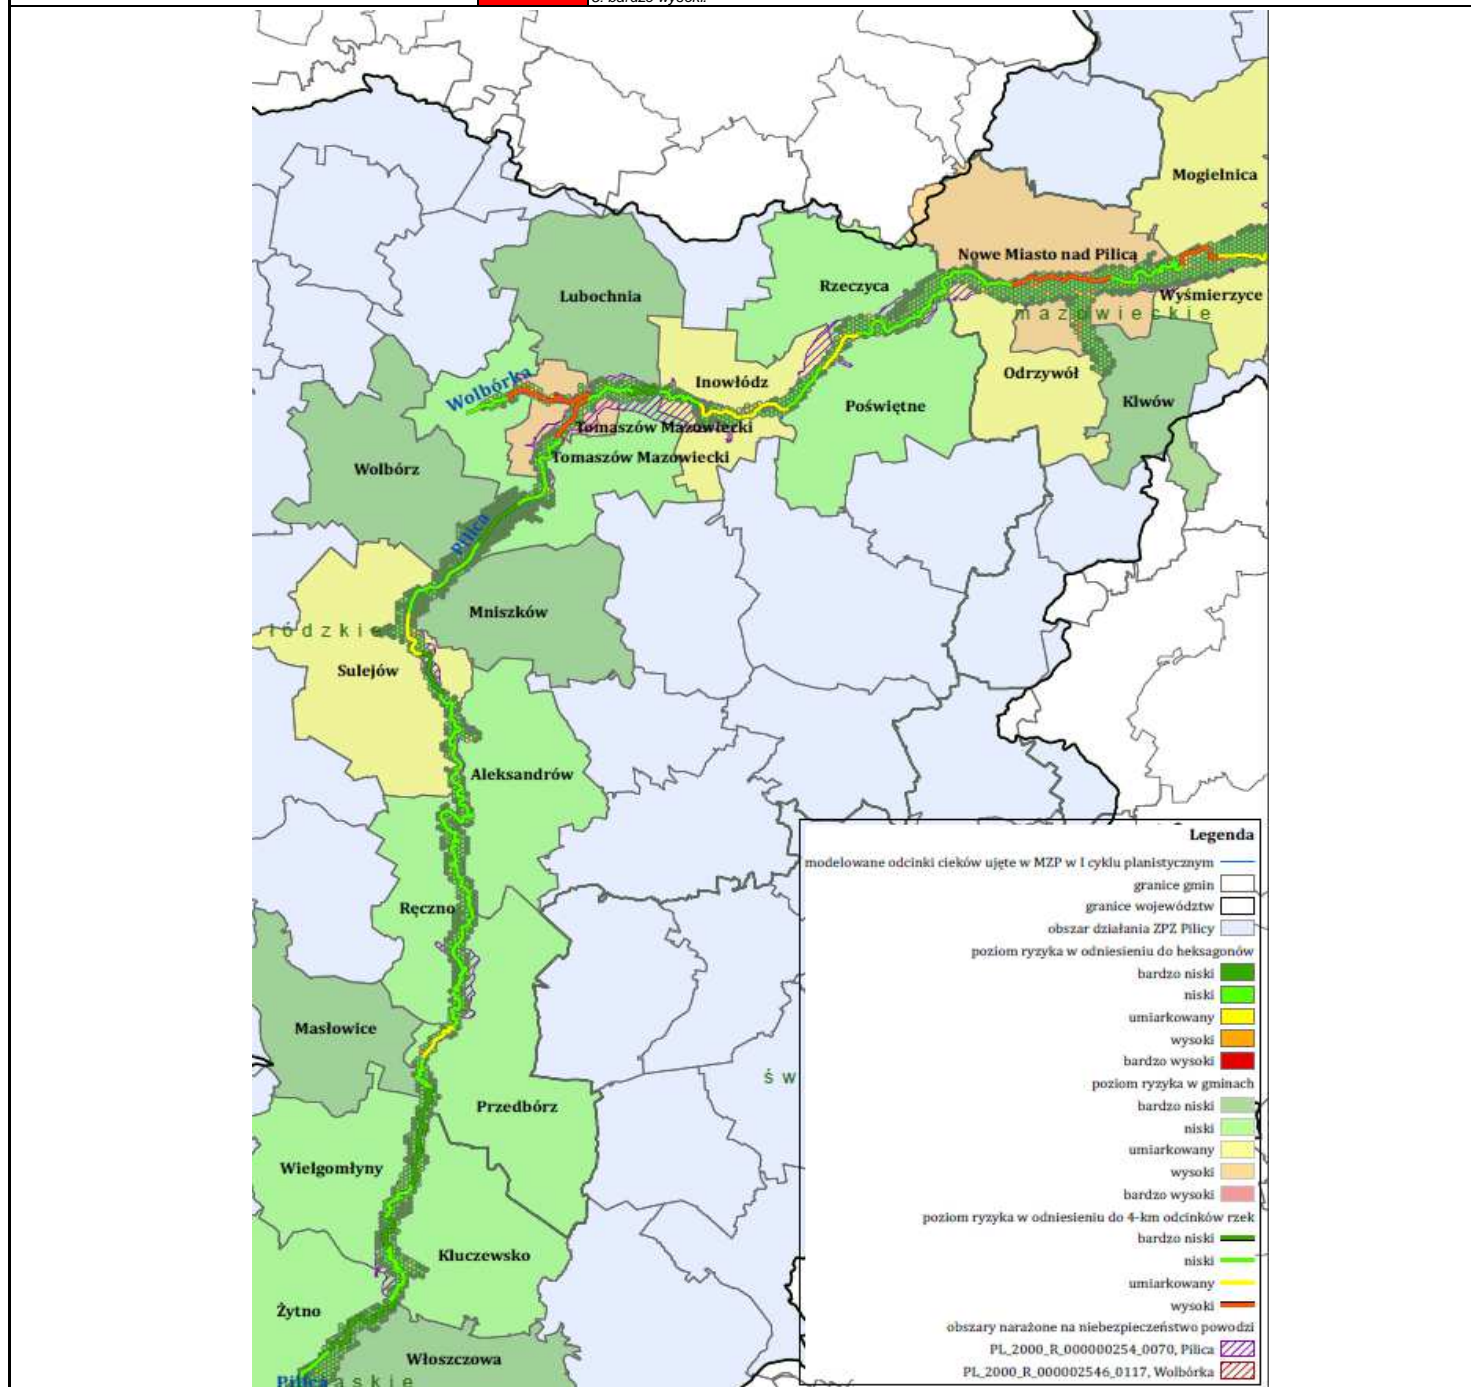 5. bardzo wysoki.
Mogielnica
Nowe Miasto nad Pilicą
Rzeczyca
Lubochnia
Wyśmierzyce
mazowieckie
Wolbórka
Inowłódz
Odrzywół
Poświętne
Klwów
Tomaszów Mazowiecki
Tomaszów Mazowiecki
Wolbórz
Pilica
Mniszków
łódzkie
Sulejów
Aleksandrów
Ręczno
Masłowice
św
Przedbórz
Wielgomłyny
Kluczewsko
Żytno
Włoszczowa
Pilica
askie
Legenda
modelowane odcinki cieków ujęte w MZP w I cyklu planistycznym
granice gmin
granice województw
obszar działania ZPZ Pilicy
poziom ryzyka w odniesieniu do heksagonów
bardzo niski
niski
umiarkowany
wysoki
bardzo wysoki
poziom ryzyka w gminach
bardzo niski
niski
umiarkowany
wysoki
bardzo wysoki
poziom ryzyka w odniesieniu do 4-km odcinków rzek
bardzo niski
niski
umiarkowany
wysoki
obszary narażone na niebezpieczeństwo powodzi
PL_2000_R_000000254_0070, Pilica
PL_2000_R_000002546_0117, Wolbórka